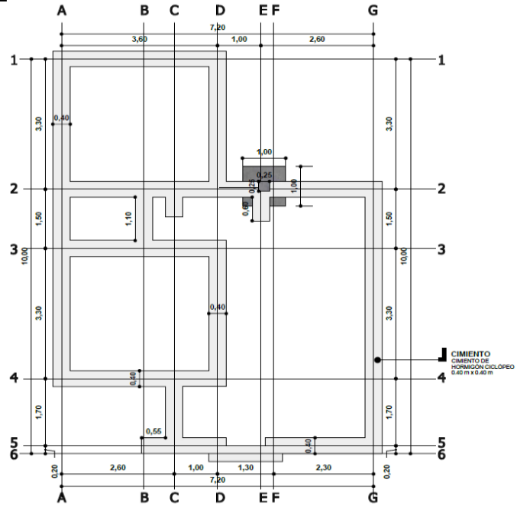 A B C D E F G
7,20
3,60 1,00 2,60
1 1
0,40
3,30 3,30
1,00
0,25
0,25
1,00
2 2
0,60
1,50 1,10 1,50
3 3
10,00 10,00
3,30 0,40 3,30
CIMIENTO
CIMIENTO DE
HORMIGÓN CICLÓPEO
0.40 m x 0.40 m
4 4
0,40
1,70 1,70
0,55 0,40
5 5
6 6
0,20 0,20
2,60 1,00 1,30 2,30
7,20
A B C D E F G